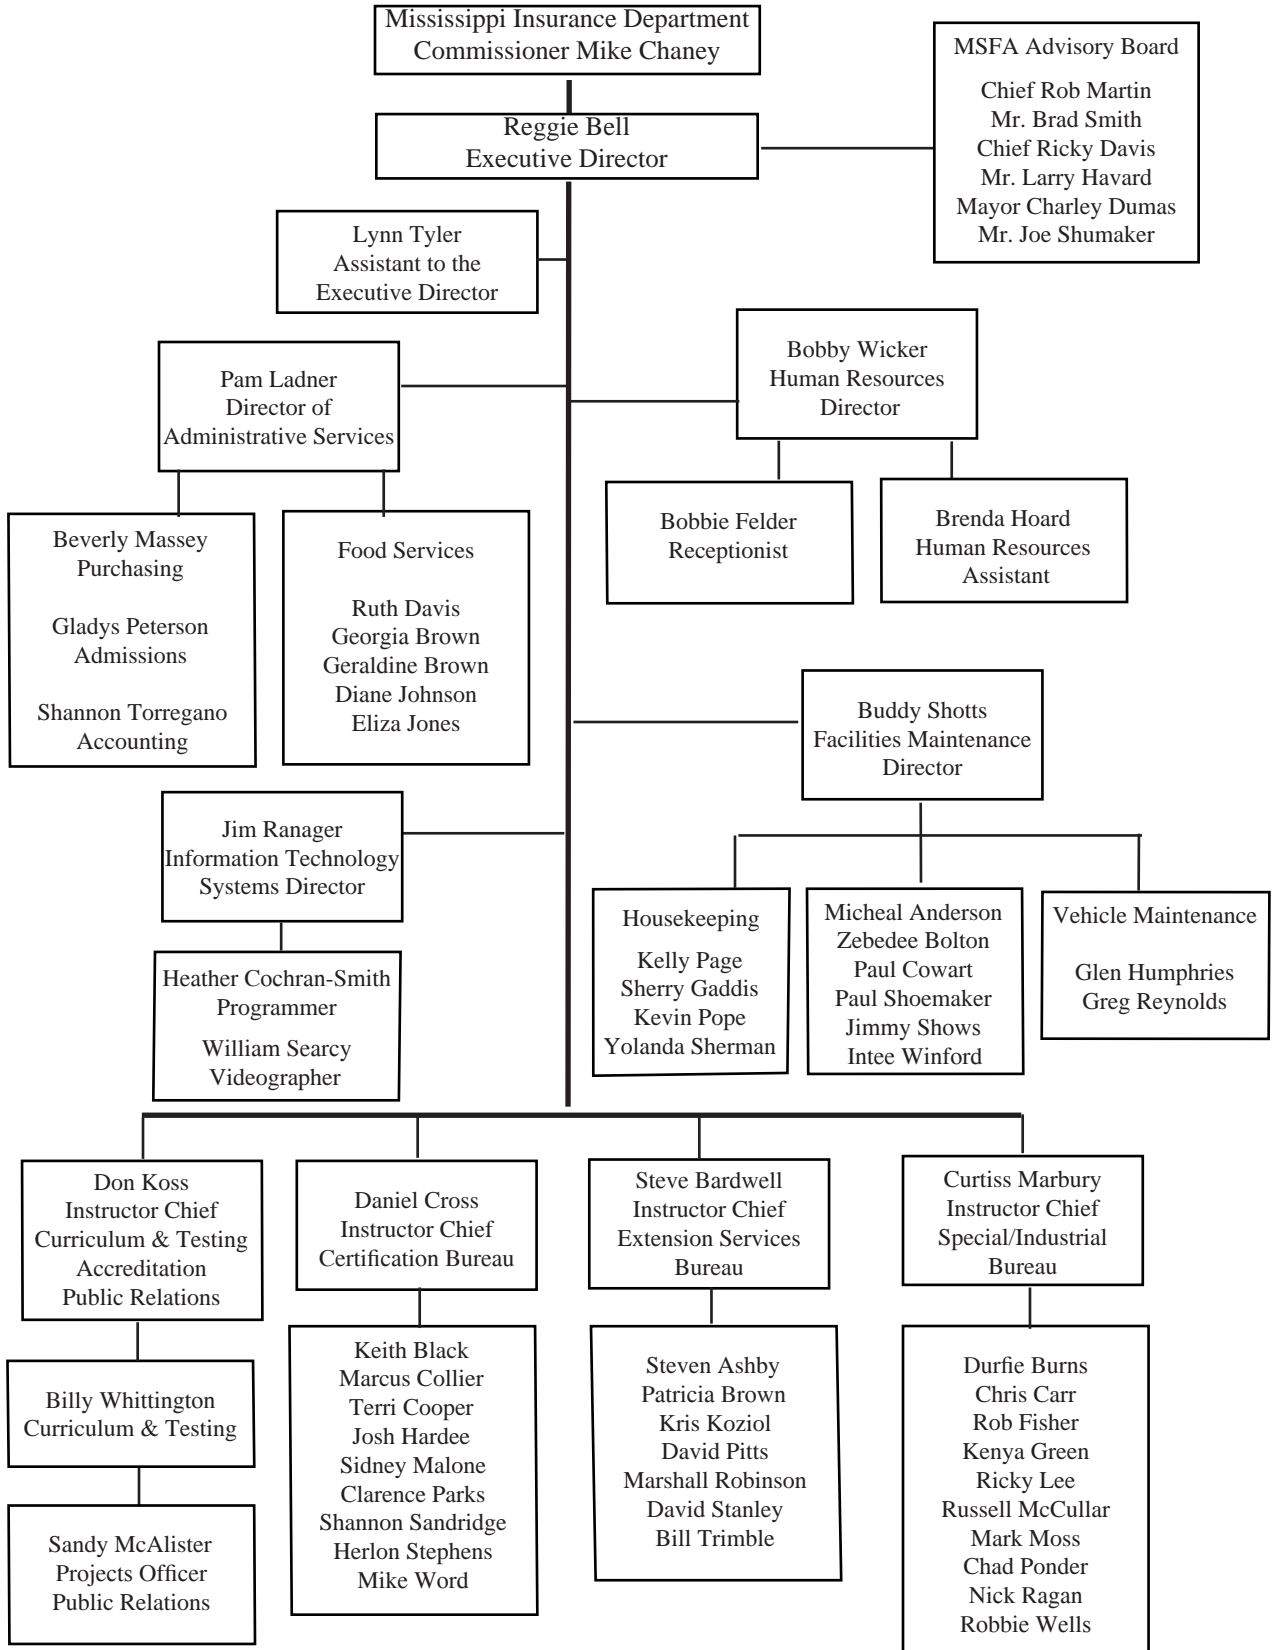 Mississippi Insurance Department
Commissioner Mike Chaney
Reggie Bell
Executive Director
MSFA Advisory Board
Chief Rob Martin
Mr. Brad Smith
Chief Ricky Davis
Mr. Larry Havard
Mayor Charley Dumas
Mr. Joe Shumaker
Lynn Tyler
Assistant to the
Executive Director
Bobby Wicker
Human Resources
Director
Pam Ladner
Director of
Administrative Services
Bobbie Felder
Receptionist
Brenda Hoard
Human Resources
Assistant
Beverly Massey
Purchasing
Gladys Peterson
Admissions
Shannon Torregano
Accounting
Food Services
Ruth Davis
Georgia Brown
Geraldine Brown
Diane Johnson
Eliza Jones
Buddy Shotts
Facilities Maintenance
Director
Jim Ranager
Information Technology
Systems Director
Heather Cochran-Smith
Programmer
William Searcy
Videographer
Housekeeping
Kelly Page
Sherry Gaddis
Kevin Pope
Yolanda Sherman
Micheal Anderson
Zebedee Bolton
Paul Cowart
Paul Shoemaker
Jimmy Shows
Intee Winford
Vehicle Maintenance
Glen Humphries
Greg Reynolds
Don Koss
Instructor Chief
Curriculum & Testing
Accreditation
Public Relations
Billy Whittington
Curriculum & Testing
Sandy McAlister
Projects Officer
Public Relations
Daniel Cross
Instructor Chief
Certification Bureau
Keith Black
Marcus Collier
Terri Cooper
Josh Hardee
Sidney Malone
Clarence Parks
Shannon Sandridge
Herlon Stephens
Mike Word
Steve Bardwell
Instructor Chief
Extension Services
Bureau
Steven Ashby
Patricia Brown
Kris Koziol
David Pitts
Marshall Robinson
David Stanley
Bill Trimble
Curtiss Marbury
Instructor Chief
Special/Industrial
Bureau
Durfie Burns
Chris Carr
Rob Fisher
Kenya Green
Ricky Lee
Russell McCullar
Mark Moss
Chad Ponder
Nick Ragan
Robbie Wells